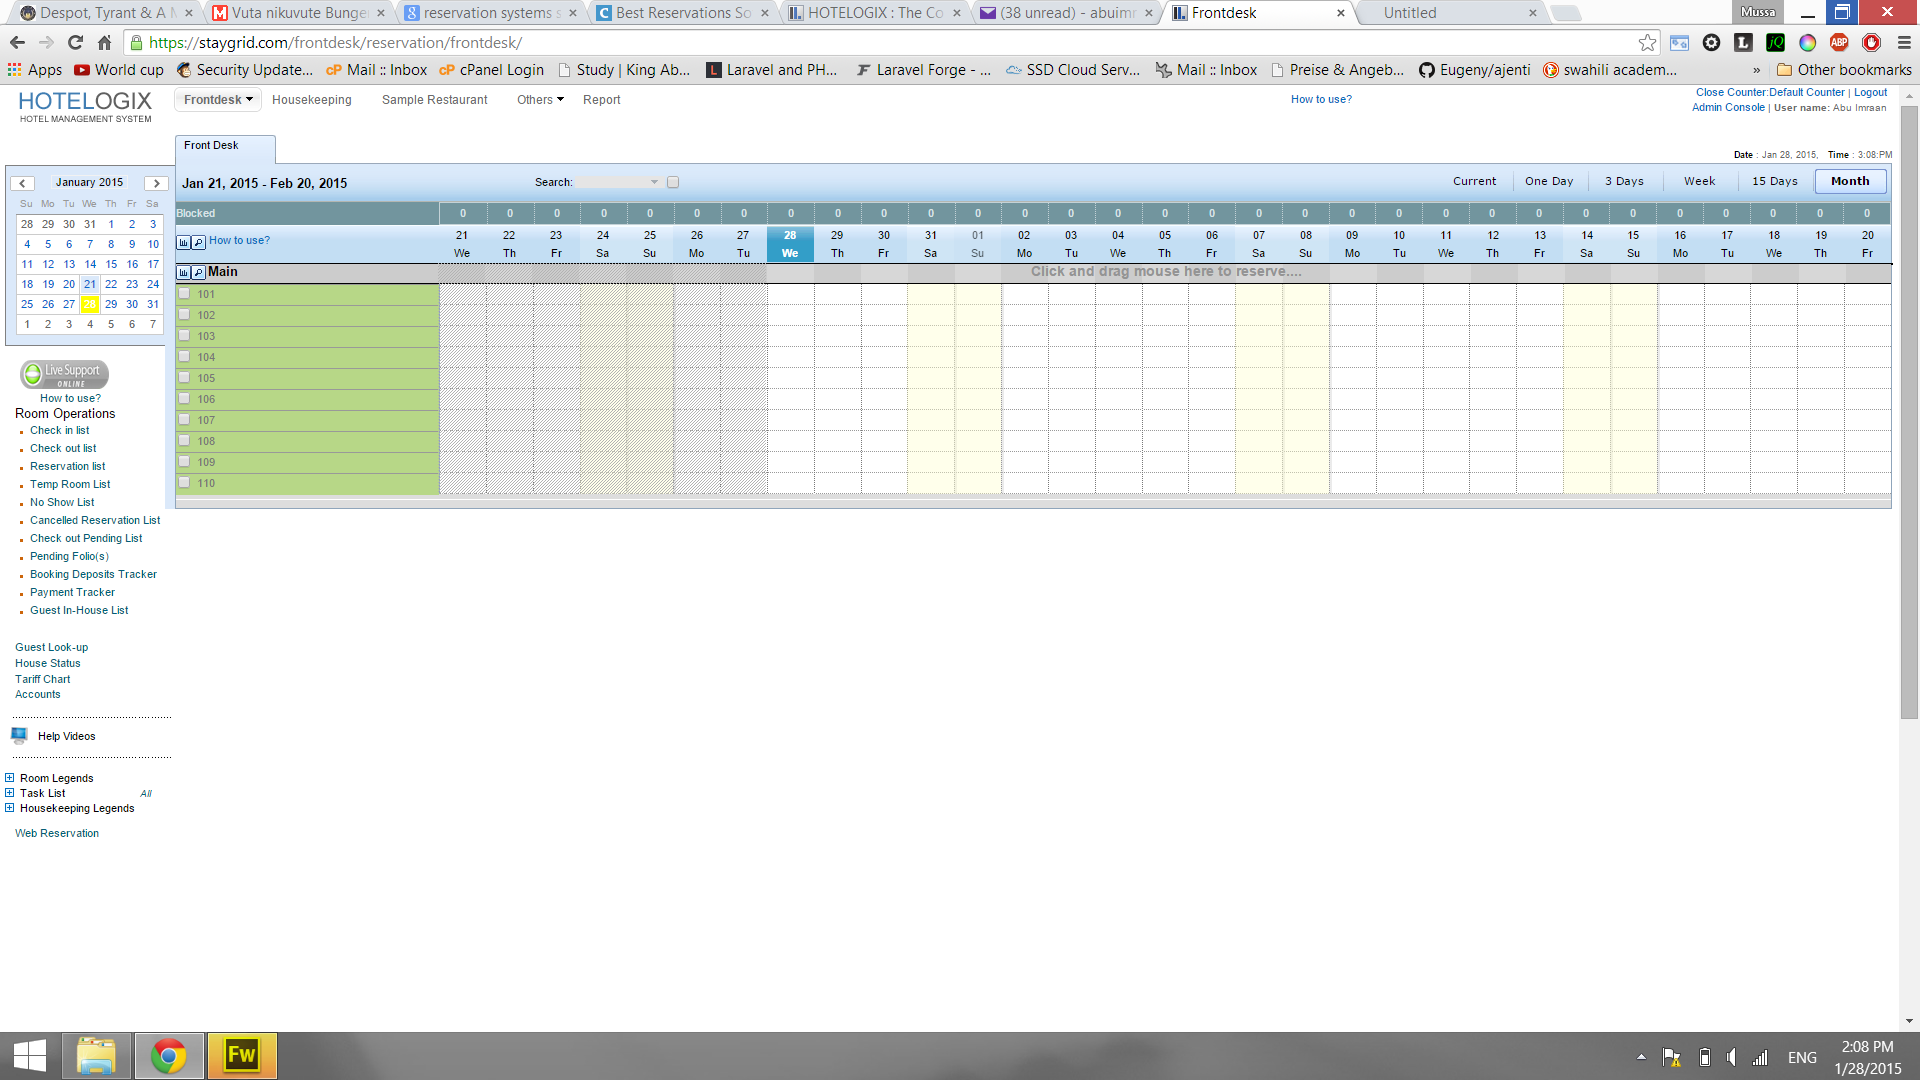 Despot, Tyrant & A M
Vuta nikuvute Bunge
reservation systems s
Best Reservations So
HOTELOGIX : The Co
(38 unread) - abuimr
Frontdesk
Untitled
Mussa
https://staygrid.com/frontdesk/reservation/frontdesk/
Apps
World cup
Security Update...
Mail :: Inbox
cPanel Login
Study | King Ab...
Laravel and PH...
Laravel Forge - ...
SSD Cloud Serv...
Mail :: Inbox
Preise & Angeb...
Eugeny/ajenti
swahili academ...
»
Other bookmarks
HOTELOGIX
HOTEL MANAGEMENT SYSTEM
Frontdesk
Housekeeping
Sample Restaurant
Others
Report
How to use?
Close Counter:Default Counter | Logout
Admin Console | User name: Abu Imraan
Front Desk
Date : Jan 28, 2015, Time : 3:08:PM
January 2015
Su Mo Tu We Th Fr Sa
28 29 30 31 1 2 3
4 5 6 7 8 9 10
11 12 13 14 15 16 17
18 19 20 21 22 23 24
25 26 27 28 29 30 31
1 2 3 4 5 6 7
Jan 21, 2015 - Feb 20, 2015
Search:
Current
One Day
3 Days
Week
15 Days
Month
Blocked 0 0 0 0 0 0 0 0 0 0 0 0 0 0 0 0 0 0 0 0 0 0 0 0 0 0 0 0 0 0 0
How to use?
21 22 23 24 25 26 27 28 29 30 31 01 02 03 04 05 06 07 08 09 10 11 12 13 14 15 16 17 18 19 20
We Th Fr Sa Su Mo Tu We Th Fr Sa Su Mo Tu We Th Fr Sa Su Mo Tu We Th Fr Sa Su Mo Tu We Th Fr
Main
Click and drag mouse here to reserve....
101
102
103
104
105
106
107
108
109
110
Live Support
ONLINE
How to use?
Room Operations
Check in list
Check out list
Reservation list
Temp Room List
No Show List
Cancelled Reservation List
Check out Pending List
Pending Folio(s)
Booking Deposits Tracker
Payment Tracker
Guest In-House List
Guest Look-up
House Status
Tariff Chart
Accounts
Help Videos
Room Legends
Task List
All
Housekeeping Legends
Web Reservation
Fw
ENG
2:08 PM
1/28/2015